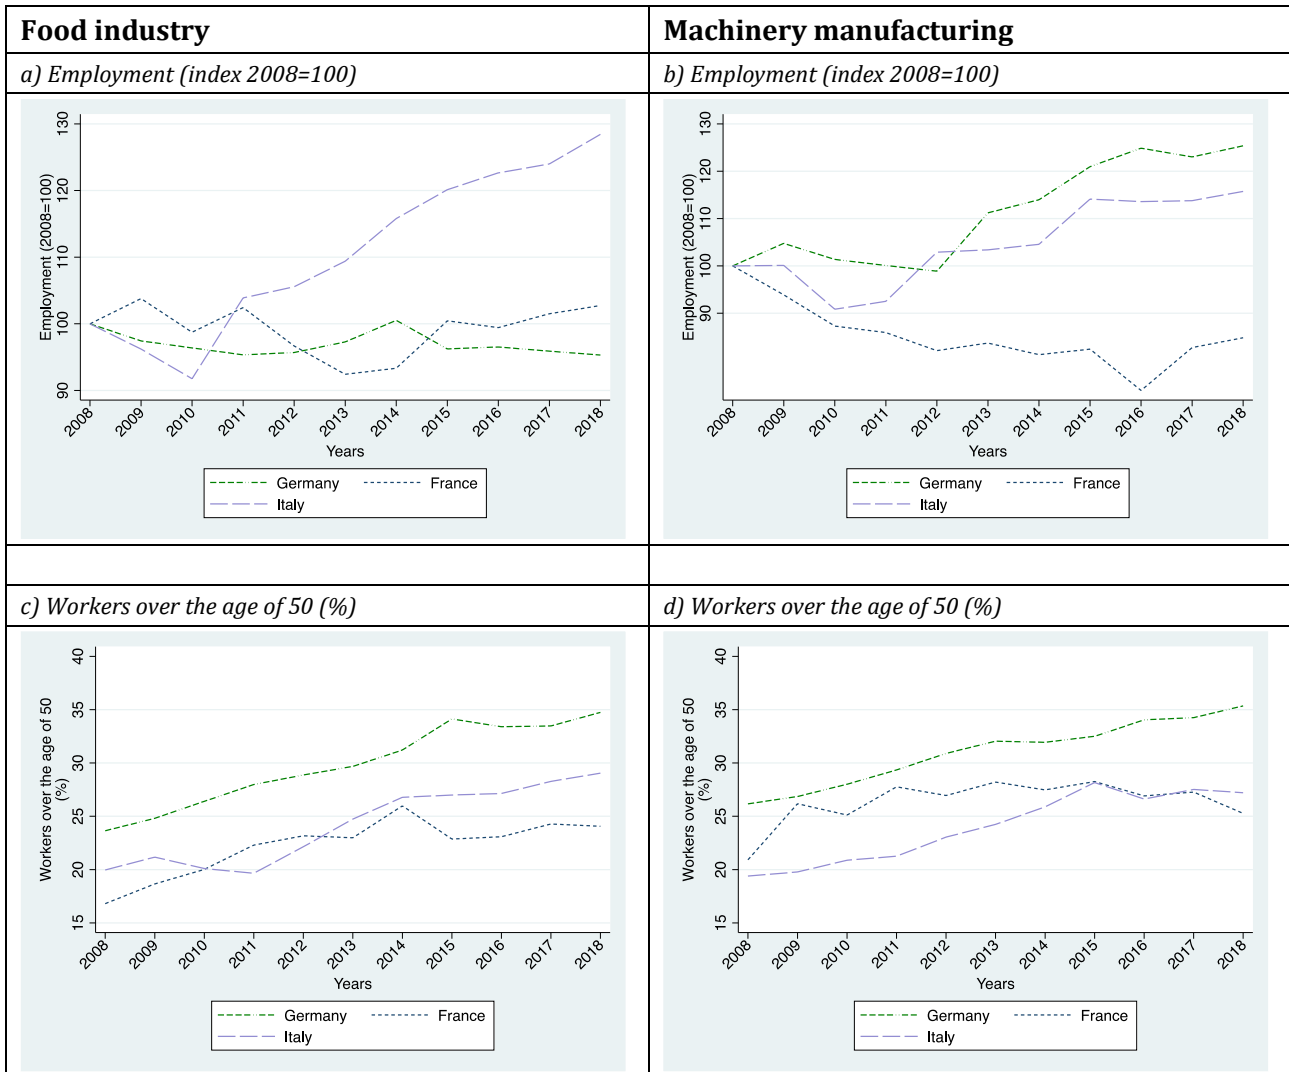 Food industry
Machinery manufacturing
a) Employment (index 2008=100)
b) Employment (index 2008=100)
Employment (2008=100)
130
120
110
100
90
2008 2009 2010 2011 2012 2013 2014 2015 2016 2017 2018
Years
Germany France
Italy
Employment (2008=100)
130
120
110
100
90
2008 2009 2010 2011 2012 2013 2014 2015 2016 2017 2018
Years
Germany France
Italy
c) Workers over the age of 50 (%)
d) Workers over the age of 50 (%)
Workers over the age of 50
(%)
40
35
30
25
20
15
2008 2009 2010 2011 2012 2013 2014 2015 2016 2017 2018
Years
Germany France
Italy
Workers over the age of 50
(%)
40
35
30
25
20
15
2008 2009 2010 2011 2012 2013 2014 2015 2016 2017 2018
Years
Germany France
Italy